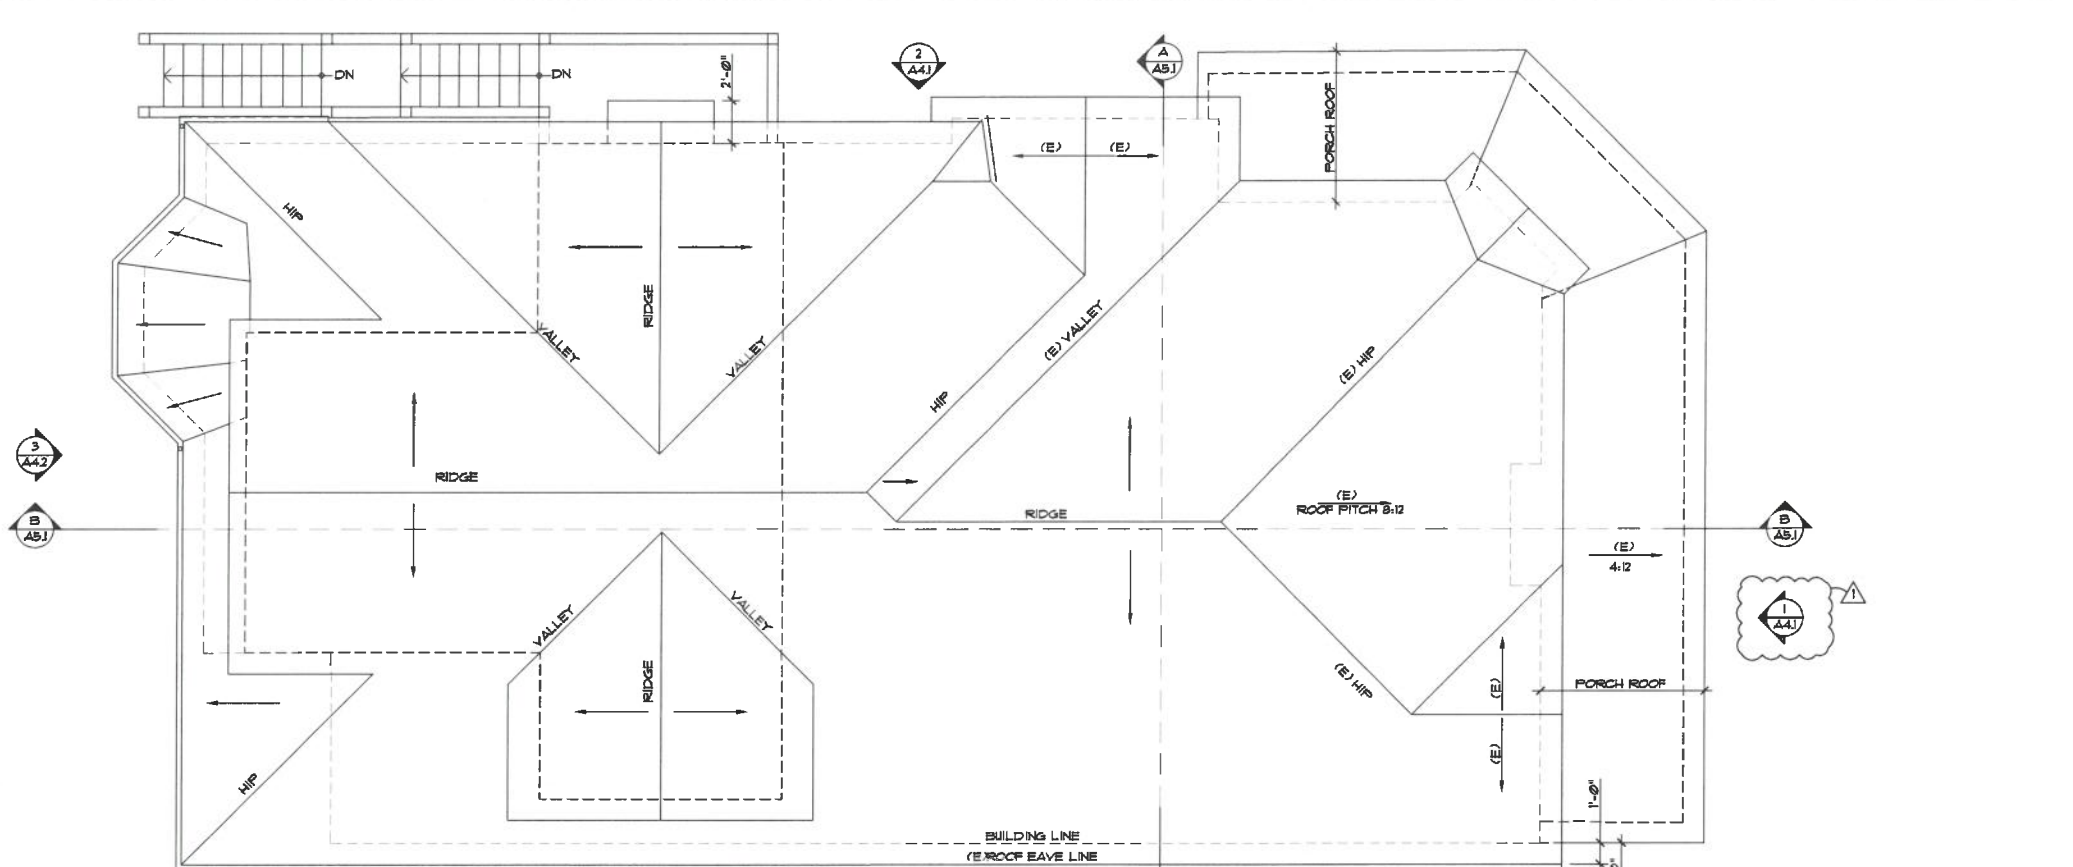 2
A4.1
A
A5.1
DN
DN
2'-0"
PORCH ROOF
(E)
(E)
HIP
RIDGE
VALLEY
VALLEY
(E) VALLEY
(E) HIP
HIP
3
A4.2
RIDGE
(E)
ROOF PITCH 8:12
RIDGE
B
A5.1
B
A5.1
(E)
4:12
1
1
A4.1
VALLEY
VALLEY
RIDGE
(E) HIP
(E)
PORCH ROOF
(E)
HIP
1'-0"
BUILDING LINE
(E)ROOF EAVE LINE